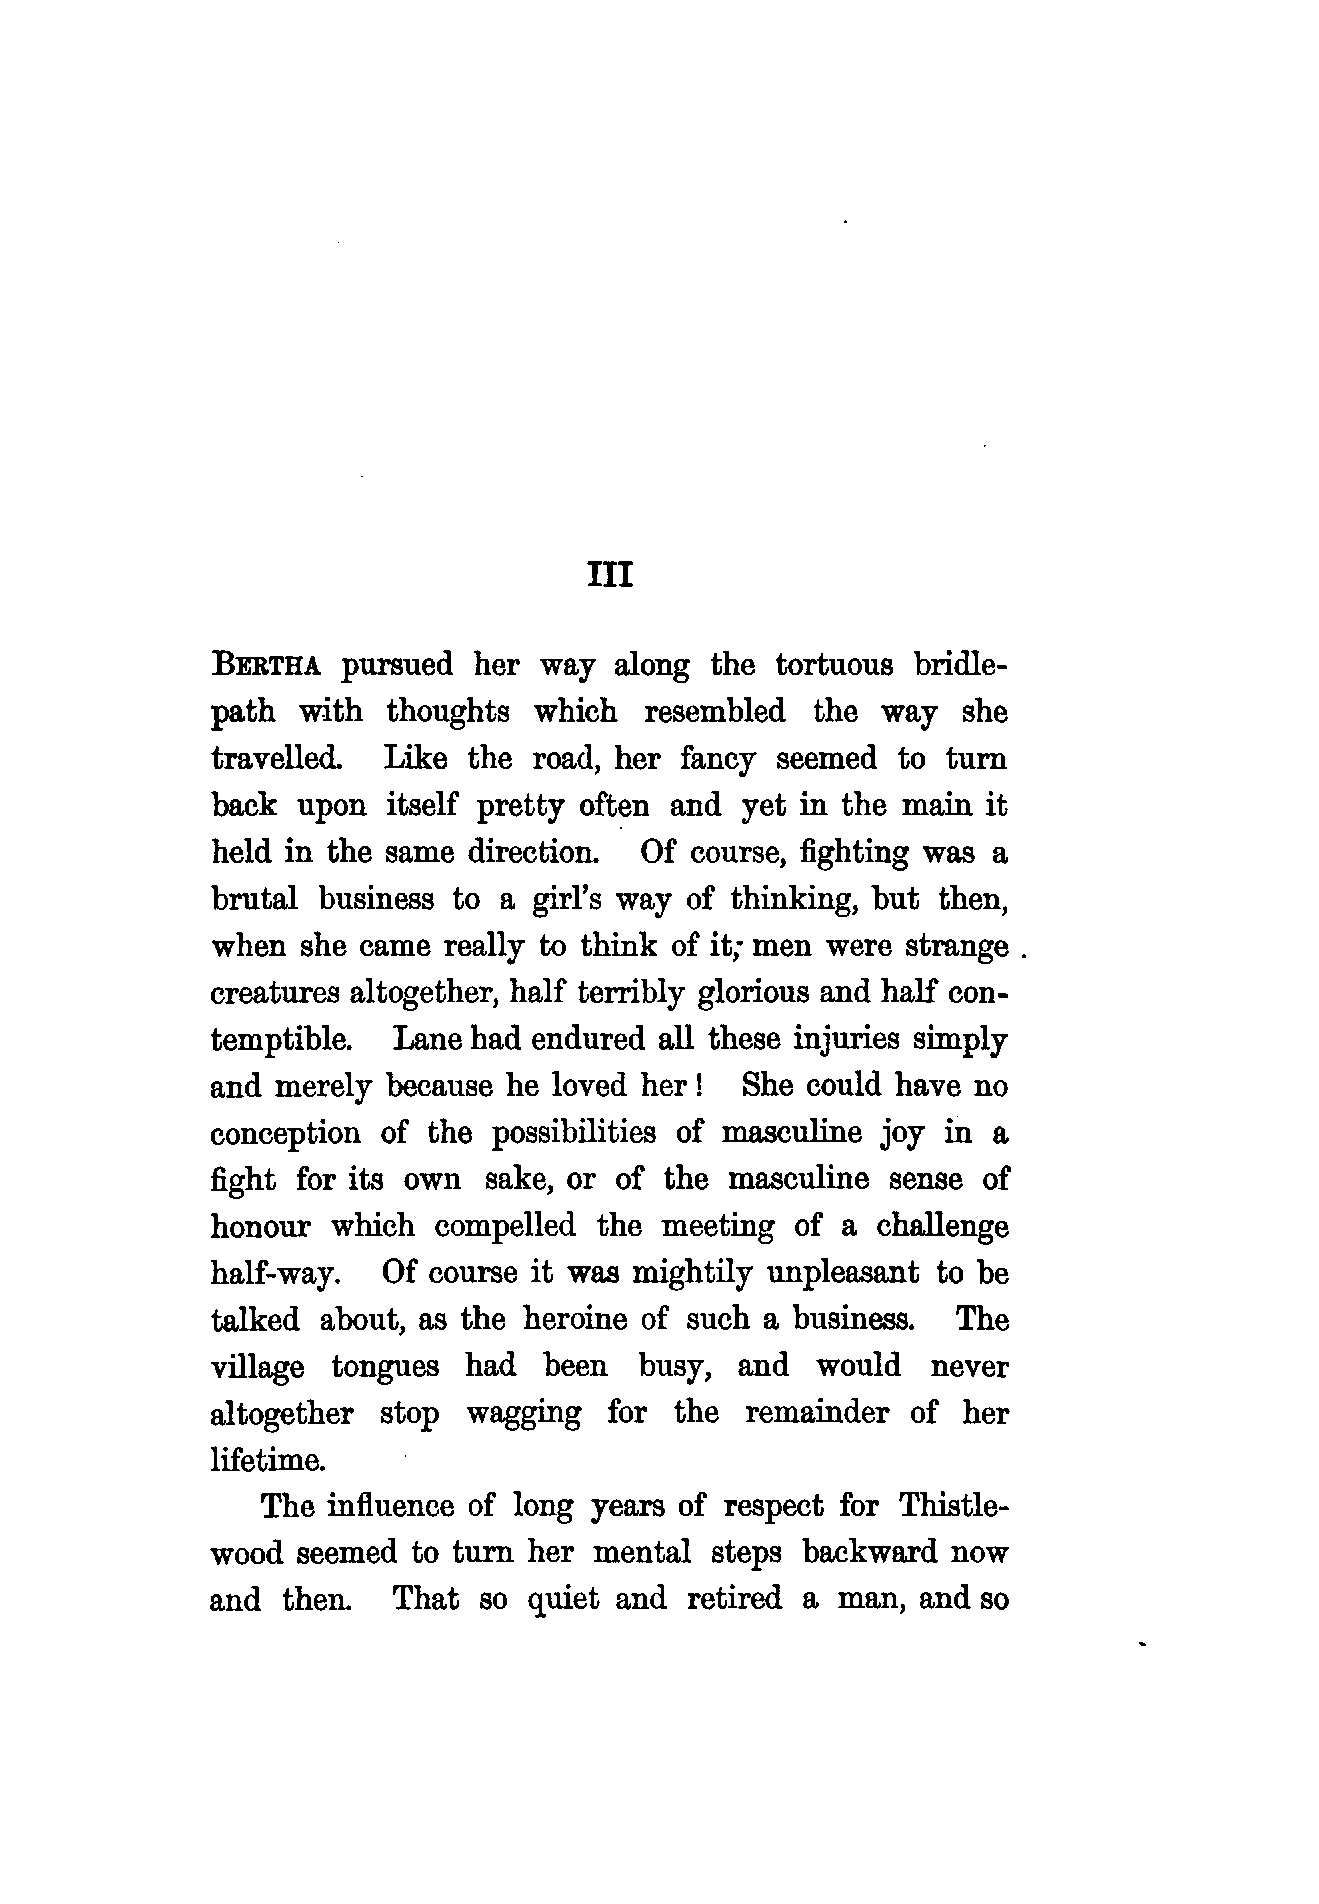 III
BERTHA pursued her way along the tortuous bridle-
path with thoughts which resembled the way she
travelled. Like the road, her fancy seemed to turn
back upon itself pretty often and yet in the main it
held in the same direction. Of course, fighting was a
brutal business to a girl's way of thinking, but then,
when she came really to think of it, men were strange
creatures altogether, half terribly glorious and half con-
temptible. Lane had endured all these injuries simply
and merely because he loved her! She could have no
conception of the possibilities of masculine joy in a
fight for its own sake, or of the masculine sense of
honour which compelled the meeting of a challenge
half-way. Of course it was mightily unpleasant to be
talked about, as the heroine of such a business. The
village tongues had been busy, and would never
altogether stop wagging for the remainder of her
lifetime.
The influence of long years of respect for Thistle-
wood seemed to turn her mental steps backward now
and then. That so quiet and retired a man, and so